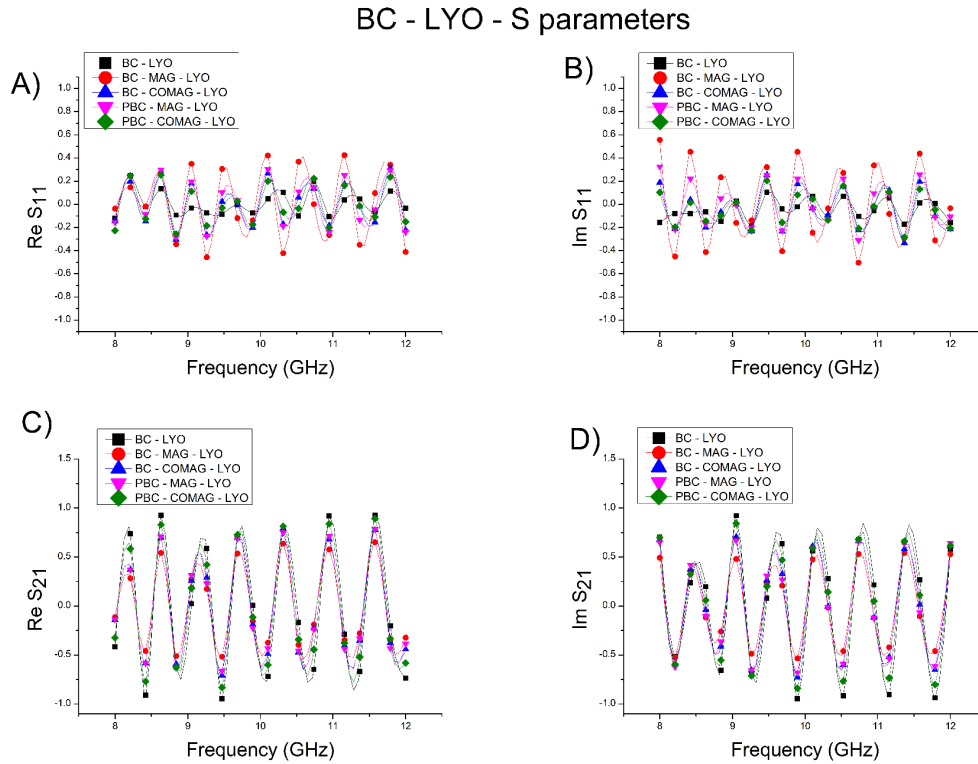 BC - LYO - S parameters
A)
BC - LYO
BC - MAG - LYO
BC - COMAG - LYO
PBC - MAG - LYO
PBC - COMAG - LYO
1.0
0.8
0.6
0.4
0.2
0.0
-0.2
-0.4
-0.6
-0.8
-1.0
Re S11
8 9 10 11 12
Frequency (GHz)
B)
BC - LYO
BC - MAG - LYO
BC - COMAG - LYO
PBC - MAG - LYO
PBC - COMAG - LYO
1.0
0.8
0.6
0.4
0.2
0.0
-0.2
-0.4
-0.6
-0.8
-1.0
Im S11
8 9 10 11 12
Frequency (GHz)
C)
BC - LYO
BC - MAG - LYO
BC - COMAG - LYO
PBC - MAG - LYO
PBC - COMAG - LYO
1.5
1.0
0.5
0.0
-0.5
-1.0
Re S21
8 9 10 11 12
Frequency (GHz)
D)
BC - LYO
BC - MAG - LYO
BC - COMAG - LYO
PBC - MAG - LYO
PBC - COMAG - LYO
1.5
1.0
0.5
0.0
-0.5
-1.0
Im S21
8 9 10 11 12
Frequency (GHz)